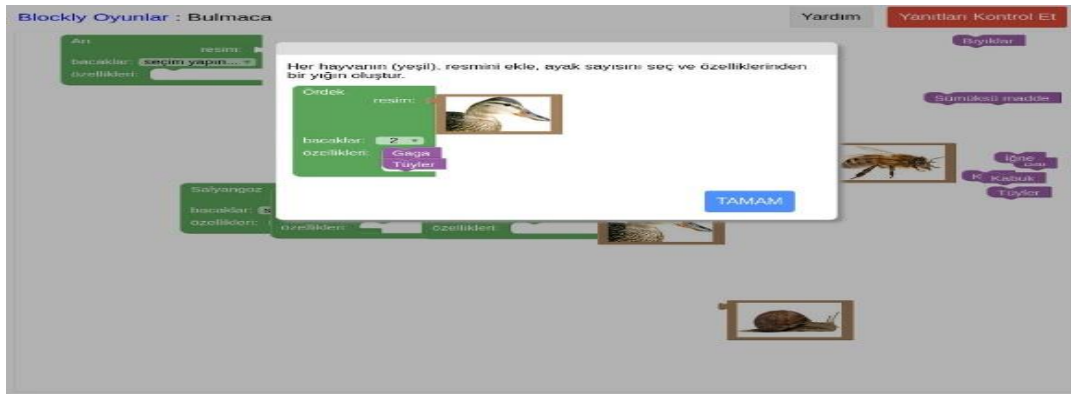 Blockly Oyunlar : Bulmaca
Yardım
Yanıtları Kontrol Et
Arı
resim:
bacaklar: seçim yapın...
özellikleri:
Bıyıklar
Her hayvanın (yeşil), resmini ekle, ayak sayısını seç ve özelliklerinden
bir yığın oluştur.
Ördek
resim:
bacaklar: 2
özellikleri: Gaga
Tüyler
TAMAM
Sümüksü madde
İğne
Kabuk
Tüyler
Salyangoz
bacaklar:
özellikleri:
özellikleri:
özellikleri: